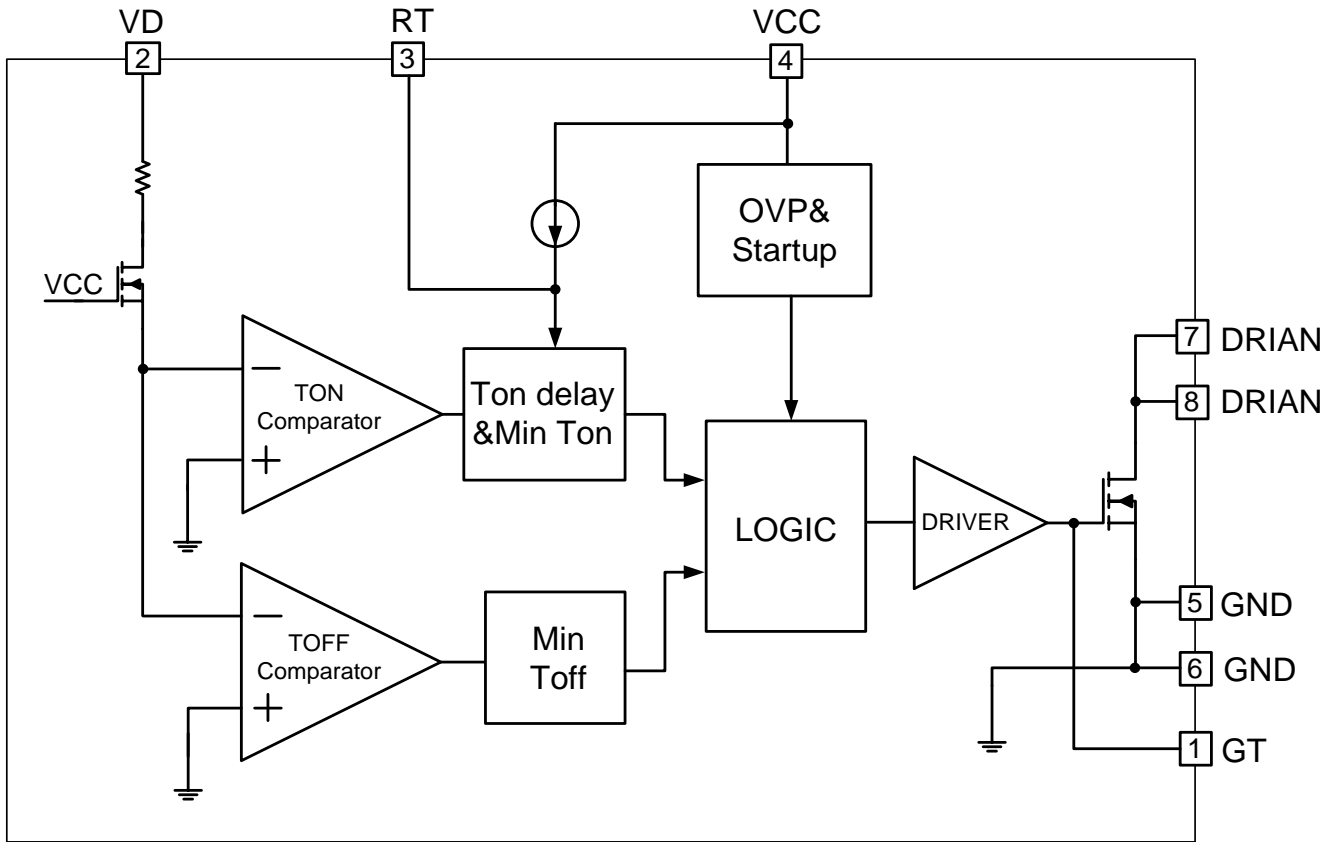 VD
RT
VCC
2
3
4
OVP&
Startup
VCC
7
DRIAN
8
DRIAN
TON
Comparator
Ton delay
&Min Ton
LOGIC
DRIVER
5
GND
TOFF
Comparator
Min
Toff
6
GND
1
GT